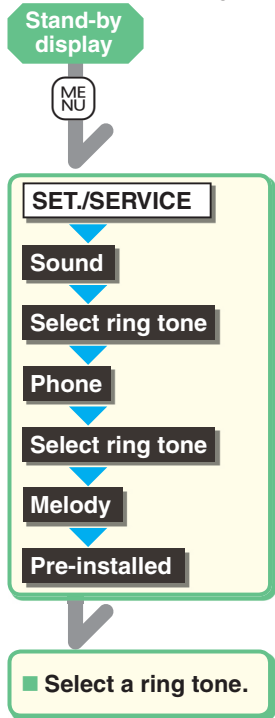 Stand-by
display
ME
NU
SET./SERVICE
Sound
Select ring tone
Phone
Select ring tone
Melody
Pre-installed
Select a ring tone.